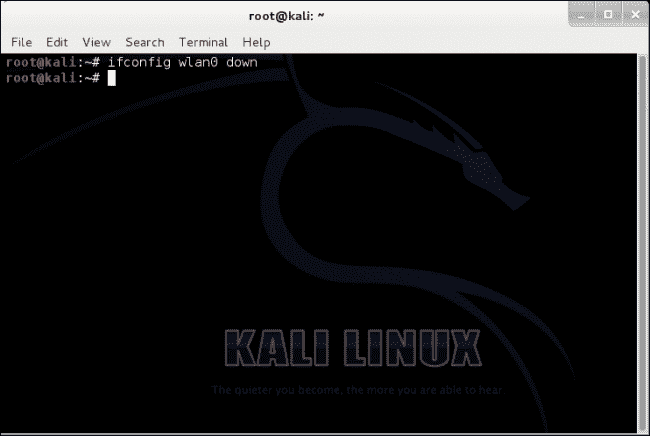 root@kali: ~
File Edit View Search Terminal Help
root@kali:~# ifconfig wlan0 down
root@kali:~#
KALI LINUX
The quieter you become, the more you are able to hear